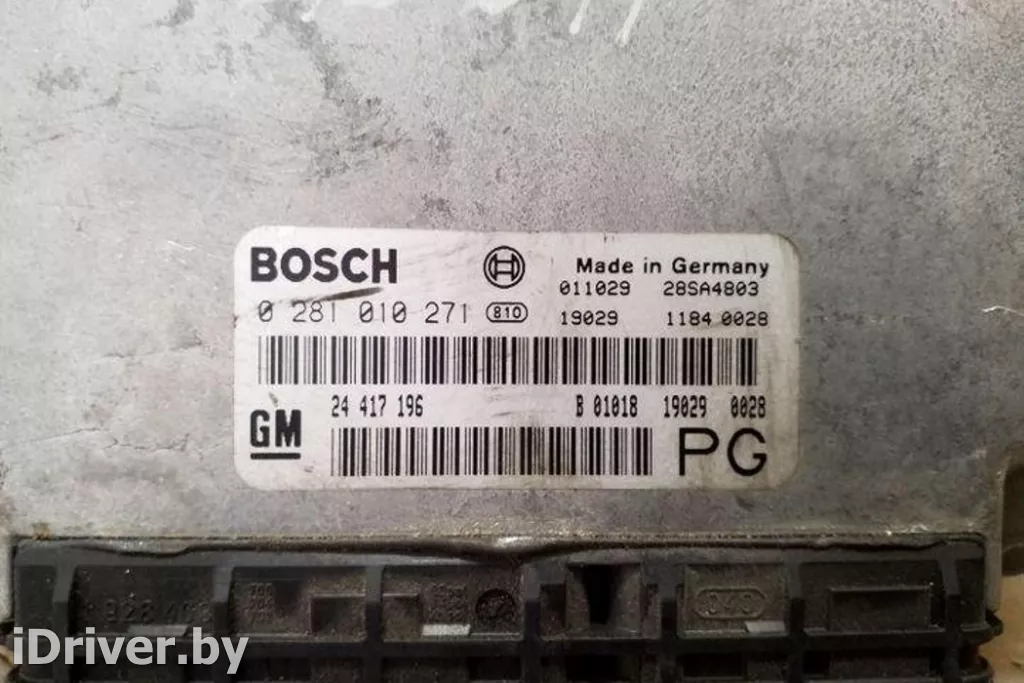 BOSCH Made in Germany
011029 28SA4803
0 281 010 271 810 19029 1184 0028
24 417 196 B 01018 19029 0028
GM PG
iDriver.by